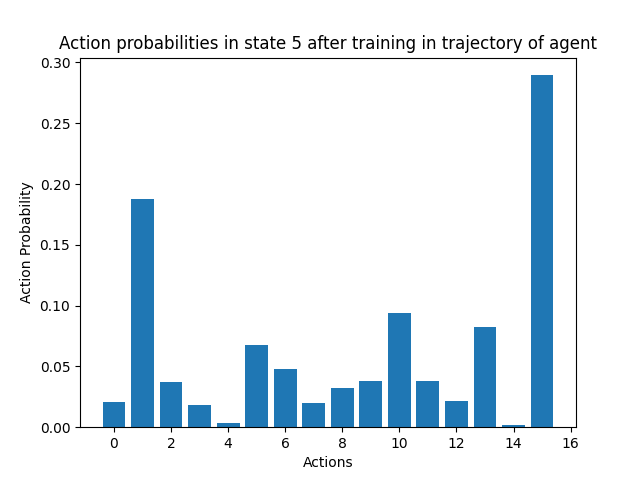 Action probabilities in state 5 after training in trajectory of agent
0.30
0.25
0.20
0.15
0.10
0.05
0.00
Action Probability
0 2 4 6 8 10 12 14 16
Actions